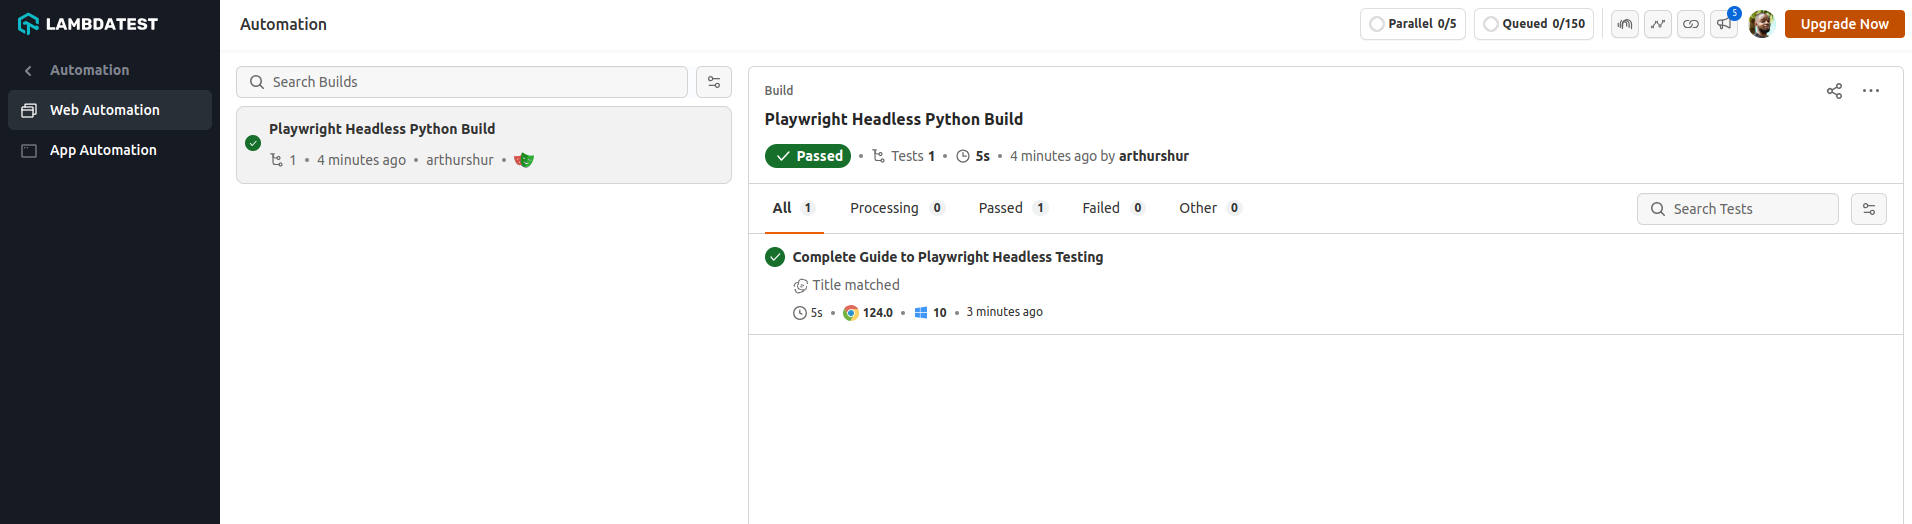 LAMBDATEST
Automation
Web Automation
App Automation
Automation
Parallel 0/5
Queued 0/150
5
Upgrade Now
Search Builds
Playwright Headless Python Build
1 • 4 minutes ago • arthurshur •
Build
Playwright Headless Python Build
Passed • Tests 1 • 5s • 4 minutes ago by arthurshur
All 1 Processing 0 Passed 1 Failed 0 Other 0
Search Tests
Complete Guide to Playwright Headless Testing
Title matched
5s • 124.0 • 10 • 3 minutes ago